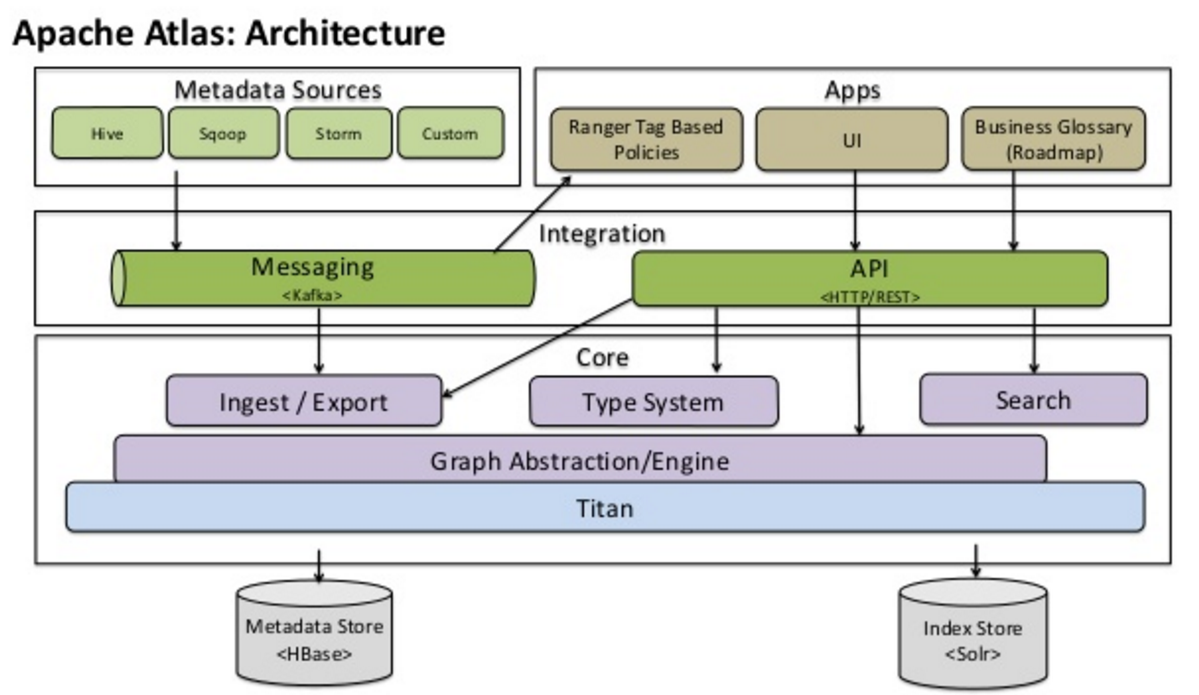 Apache Atlas: Architecture
Metadata Sources
Hive
Sqoop
Storm
Custom
Apps
Ranger Tag Based
Policies
UI
Business Glossary
(Roadmap)
Integration
Messaging
<Kafka>
API
<HTTP/REST>
Core
Ingest / Export
Type System
Search
Graph Abstraction/Engine
Titan
Metadata Store
<HBase>
Index Store
<Solr>